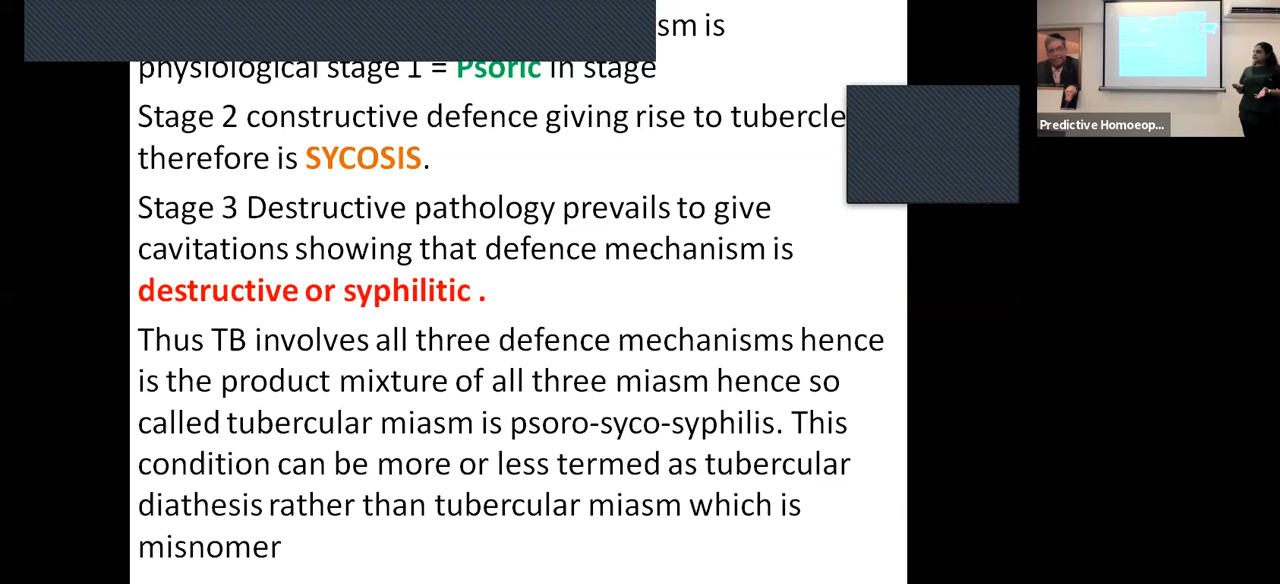 sm is
physiological stage 1 = Psoric in stage
Stage 2 constructive defence giving rise to tubercle
therefore is SYCOSIS.
Stage 3 Destructive pathology prevails to give
cavitations showing that defence mechanism is
destructive or syphilitic .
Thus TB involves all three defence mechanisms hence
is the product mixture of all three miasm hence so
called tubercular miasm is psoro-syco-syphilis. This
condition can be more or less termed as tubercular
diathesis rather than tubercular miasm which is
misnomer
Predictive Homoeop...